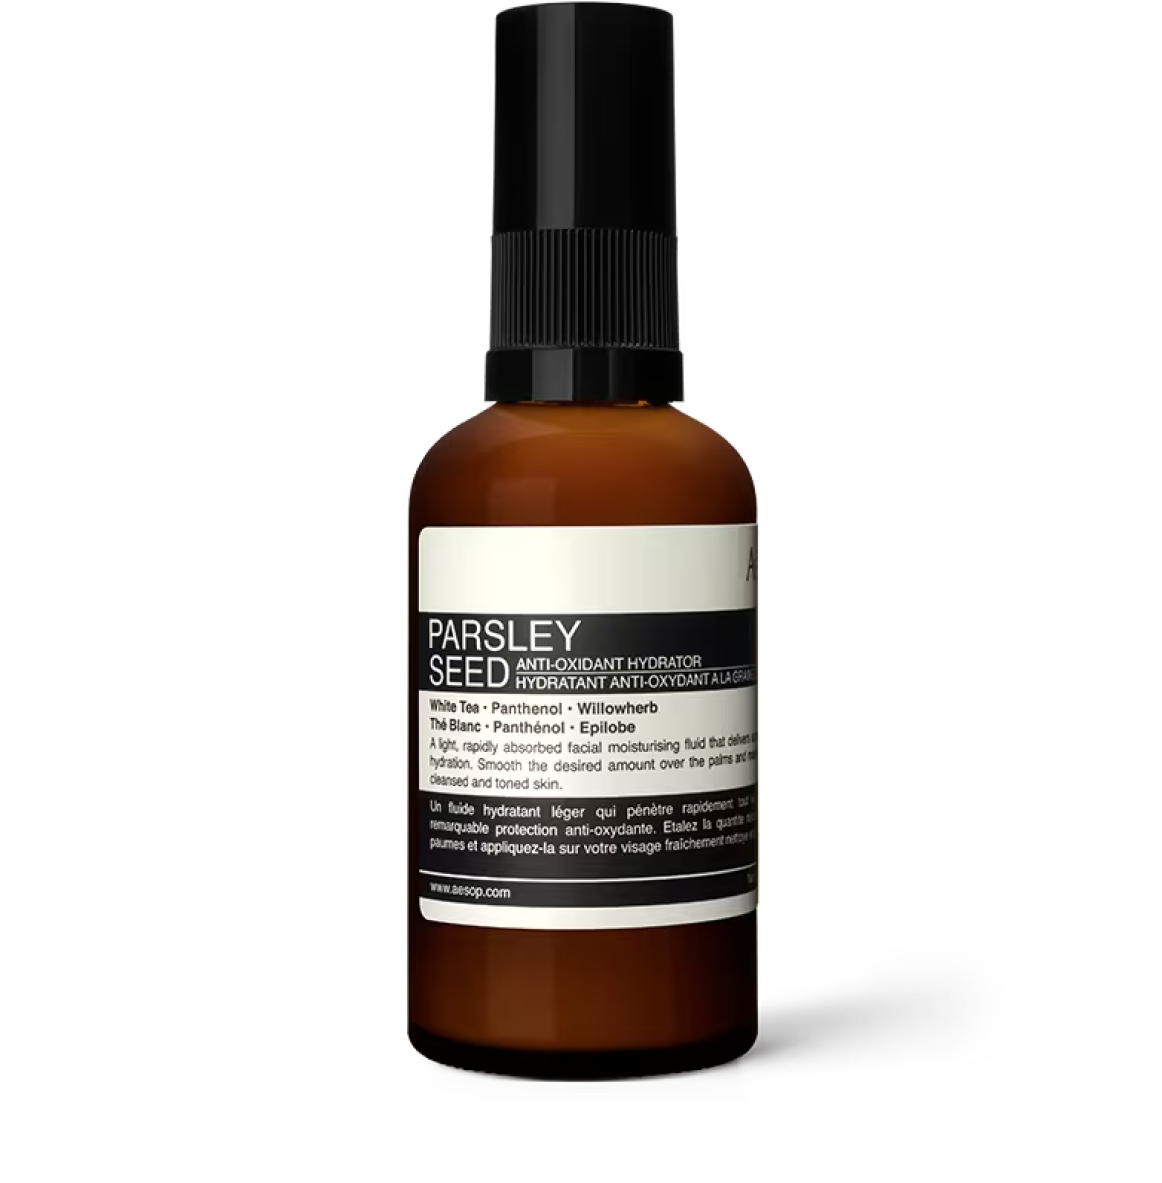 PARSLEY
SEED ANTI-OXIDANT HYDRATOR
HYDRATANT ANTI-OXYDANT A LA
White Tea · Panthenol · Willowherb
Thé Blanc · Panthénol · Epilobe
A light, rapidly absorbed facial moisturising fluid that delivers
hydration. Smooth the desired amount over the palms and
cleansed and toned skin.
Un fluide hydratant léger qui pénètre rapidement tout
remarquable protection anti-oxydante. Etalez la quantité
paumes et appliquez-la sur votre visage fraîchement
www.aesop.com